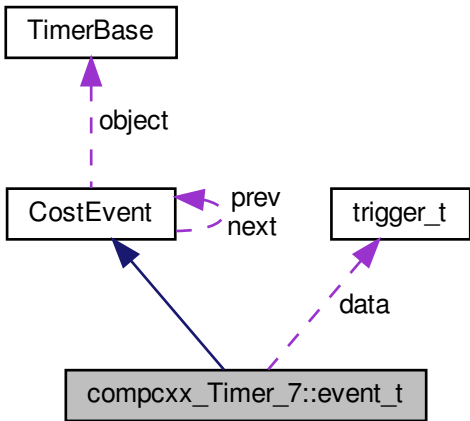 TimerBase
object
CostEvent
prev
next
trigger_t
data
compcxx_Timer_7::event_t